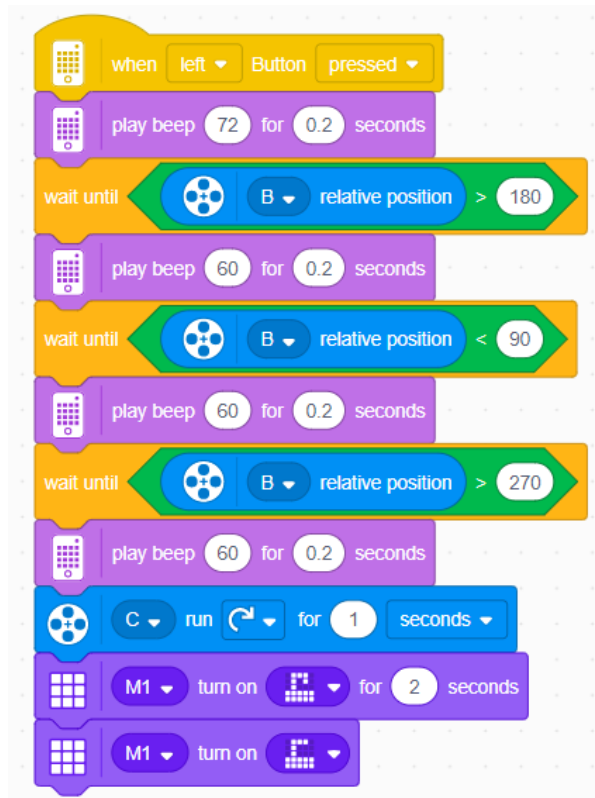 when left Button pressed
play beep 72 for 0.2 seconds
wait until B relative position > 180
play beep 60 for 0.2 seconds
wait until B relative position < 90
play beep 60 for 0.2 seconds
wait until B relative position > 270
play beep 60 for 0.2 seconds
C run for 1 seconds
M1 turn on for 2 seconds
M1 turn on